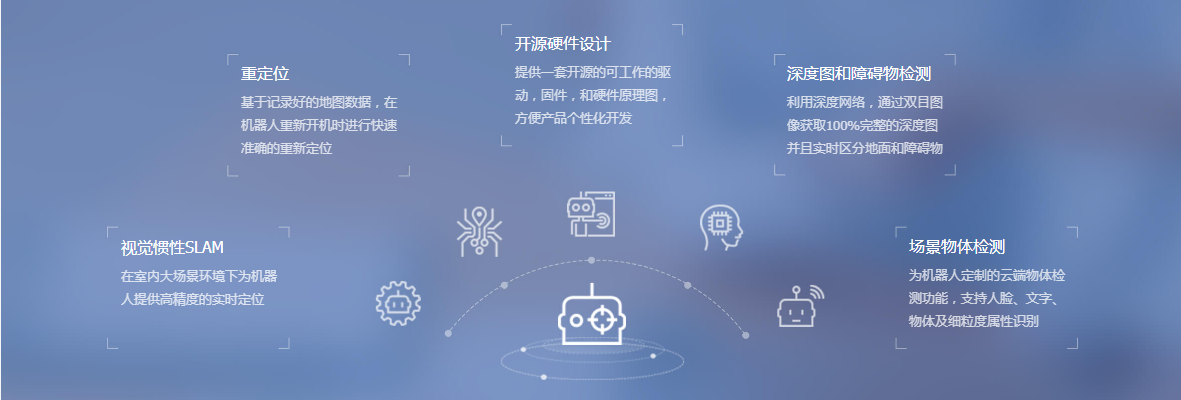 开源硬件设计
提供一套开源的可工作的驱
动，固件，和硬件原理图，
方便产品个性化开发
重定位
基于记录好的地图数据，在
机器人重新开机时进行快速
准确的重新定位
深度图和障碍物检测
利用深度网络，通过双目图
像获取100%完整的深度图
并且实时区分地面和障碍物
视觉惯性SLAM
在室内大场景环境下为机器
人提供高精度的实时定位
场景物体检测
为机器人定制的云端物体检
测功能，支持人脸、文字、
物体及细粒度属性识别